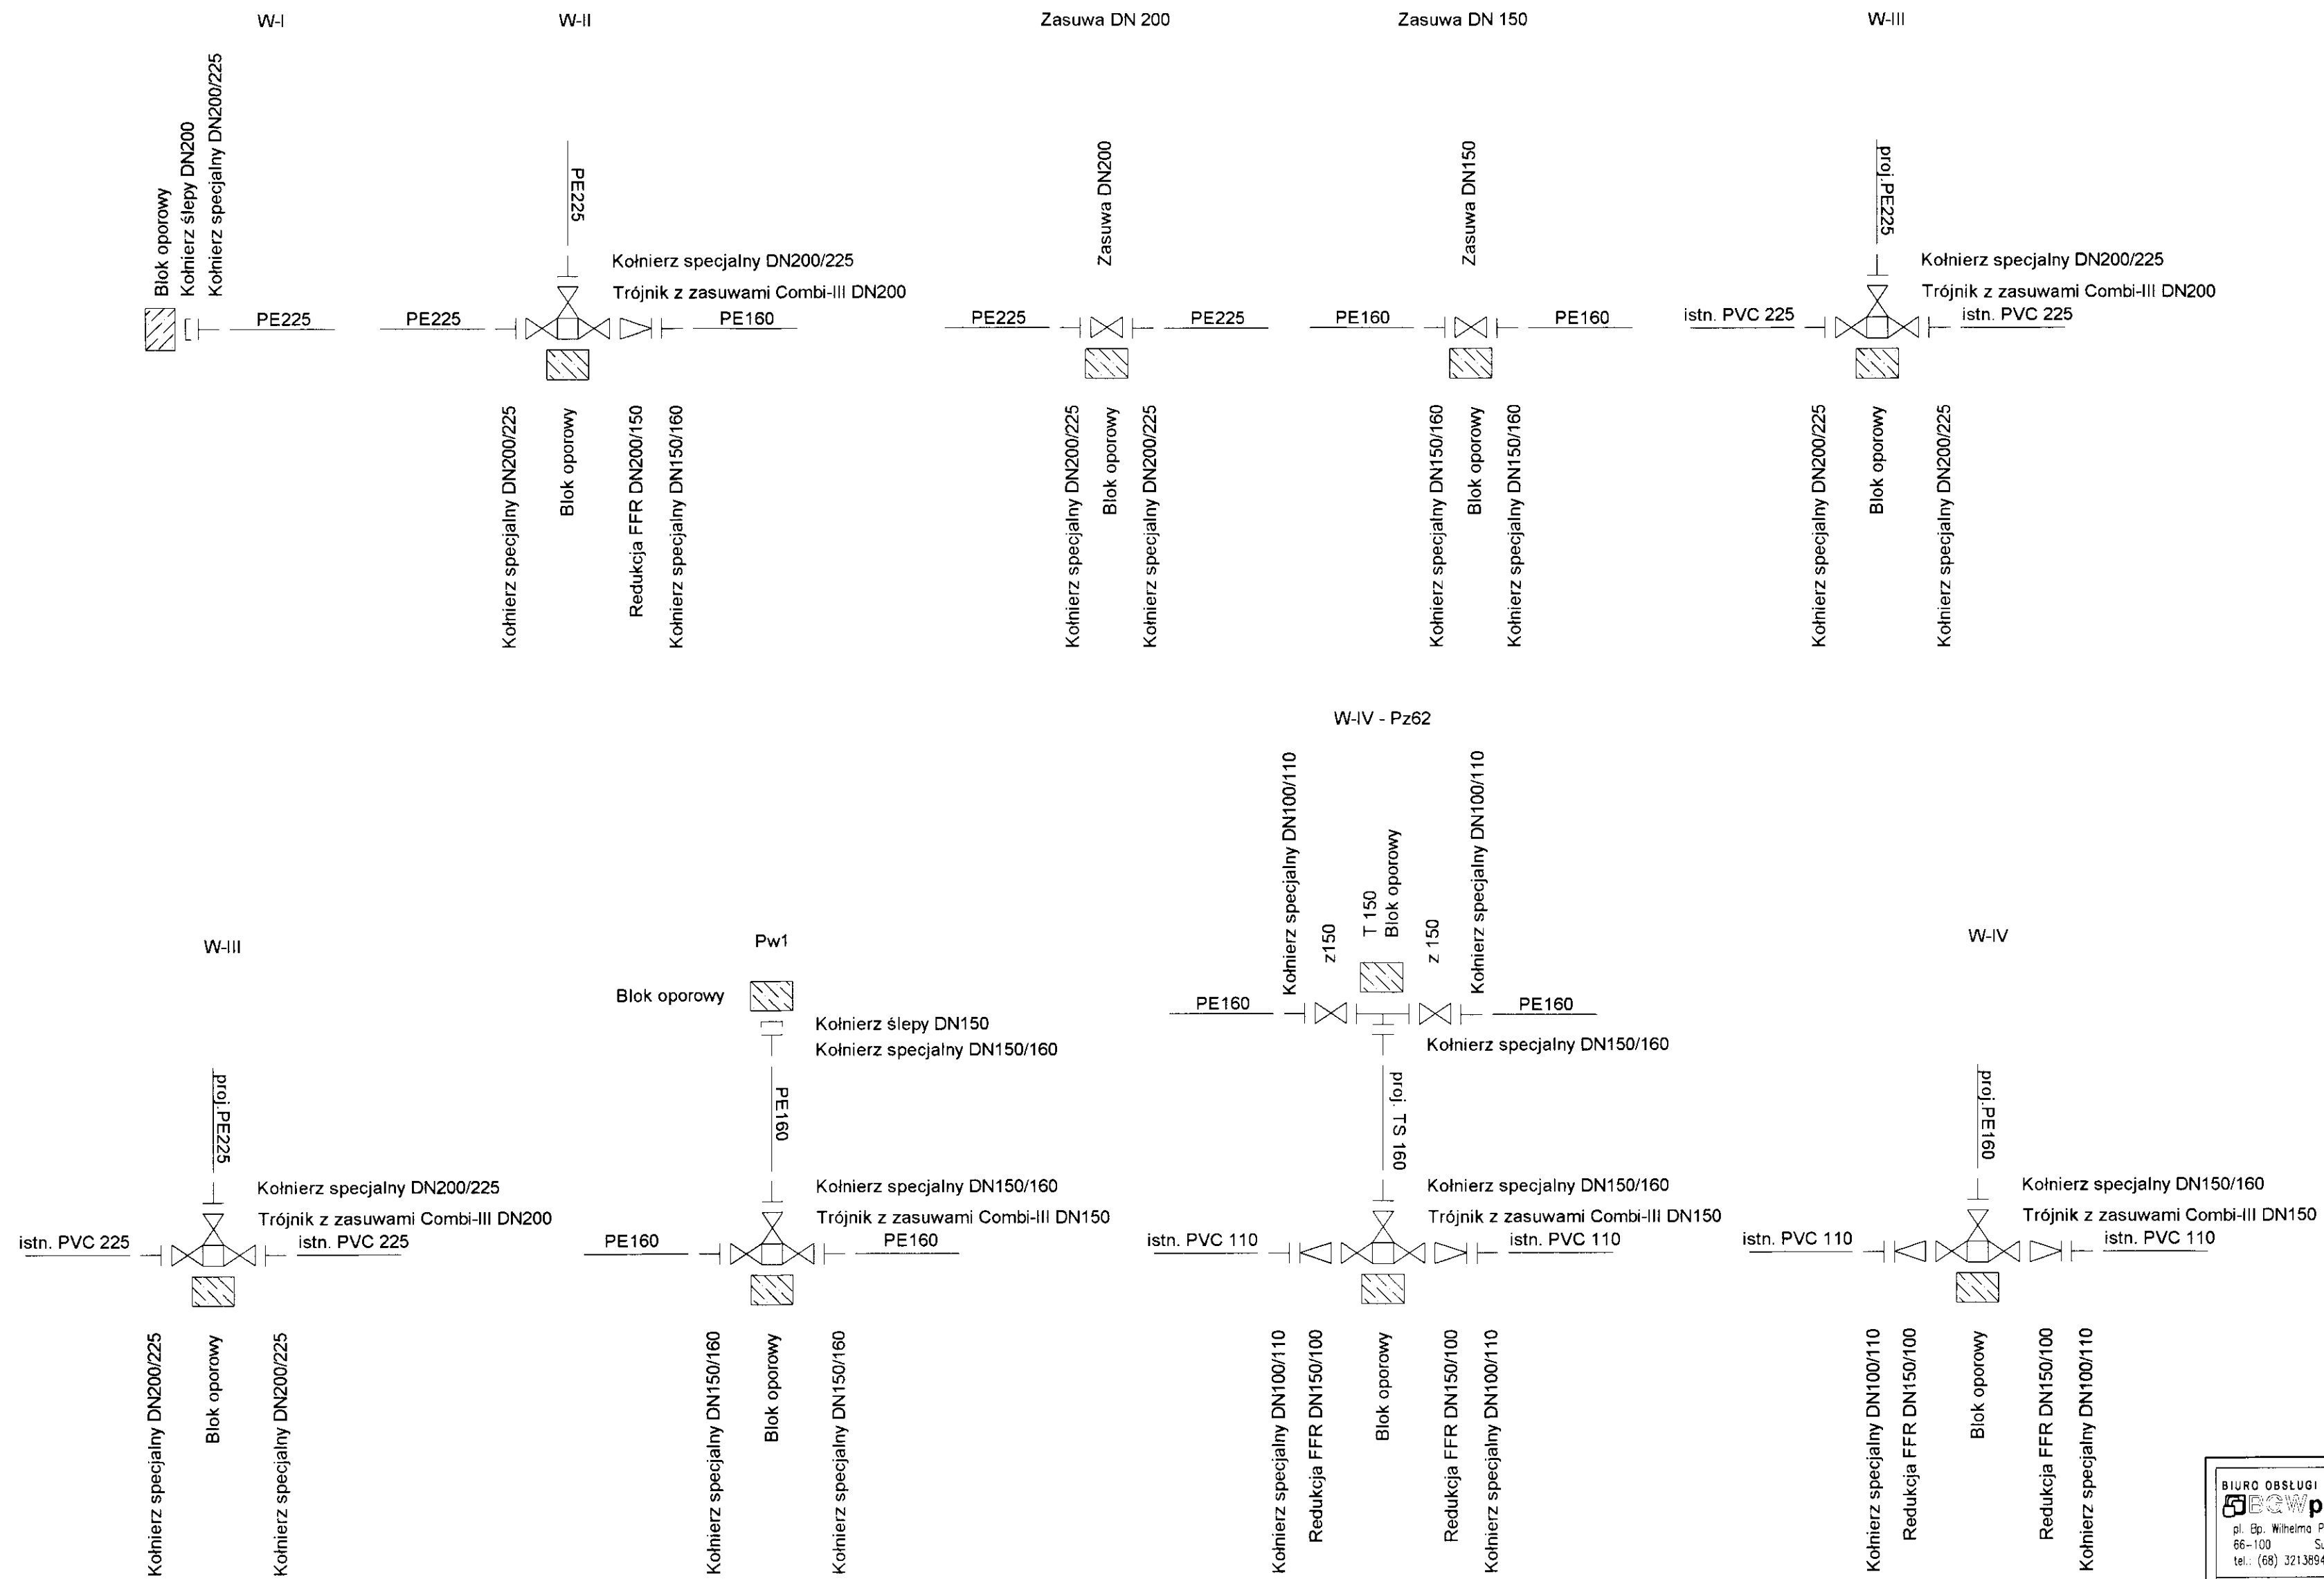 W-I
Blok oporowy
Kołnierz ślepy DN200
Kołnierz specjalny DN200/225
PE225
W-II
PE225
Kołnierz specjalny DN200/225
Trójnik z zasuwami Combi-III DN200
PE225
PE160
Kołnierz specjalny DN200/225
Blok oporowy
Redukcja FFR DN200/150
Kołnierz specjalny DN150/160
Zasuwa DN 200
Zasuwa DN200
PE225
PE225
Kołnierz specjalny DN200/225
Blok oporowy
Kołnierz specjalny DN200/225
Zasuwa DN 150
Zasuwa DN150
PE160
PE160
Kołnierz specjalny DN150/160
Blok oporowy
Kołnierz specjalny DN150/160
W-III
proj.PE225
Kołnierz specjalny DN200/225
Trójnik z zasuwami Combi-III DN200
istn. PVC 225
istn. PVC 225
Kołnierz specjalny DN200/225
Blok oporowy
Kołnierz specjalny DN200/225
W-III
proj.PE225
Kołnierz specjalny DN200/225
Trójnik z zasuwami Combi-III DN200
istn. PVC 225
istn. PVC 225
Kołnierz specjalny DN200/225
Blok oporowy
Kołnierz specjalny DN200/225
Pw1
Blok oporowy
Kołnierz ślepy DN150
Kołnierz specjalny DN150/160
PE160
Kołnierz specjalny DN150/160
Trójnik z zasuwami Combi-III DN150
PE160
PE160
Kołnierz specjalny DN150/160
Blok oporowy
Kołnierz specjalny DN150/160
W-IV - Pz62
Kołnierz specjalny DN100/110
z150
T 150
Blok oporowy
z 150
Kołnierz specjalny DN100/110
PE160
PE160
Kołnierz specjalny DN150/160
proj. TS 160
Kołnierz specjalny DN150/160
Trójnik z zasuwami Combi-III DN150
istn. PVC 110
istn. PVC 110
Kołnierz specjalny DN100/110
Redukcja FFR DN150/100
Blok oporowy
Redukcja FFR DN150/100
Kołnierz specjalny DN100/110
W-IV
proj.PE160
Kołnierz specjalny DN150/160
Trójnik z zasuwami Combi-III DN150
istn. PVC 110
istn. PVC 110
Kołnierz specjalny DN100/110
Redukcja FFR DN150/100
Blok oporowy
Redukcja FFR DN150/100
Kołnierz specjalny DN100/110
BIURO OBSŁUGI
BGWp
pl. Bp. Wilhelma P
66-100 Su
tel.: (68) 3213894